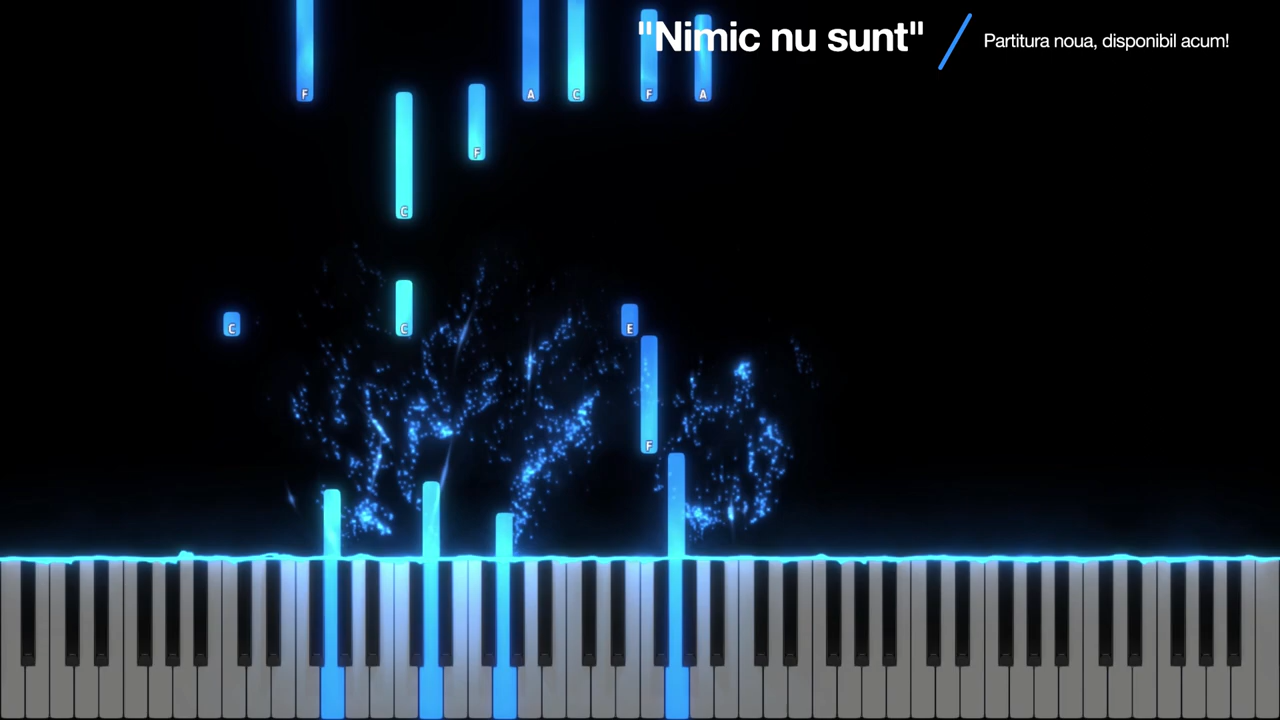 "Nimic nu sunt"
Partitura noua, disponibil acum!
F A C F A
F
C
C C E
F